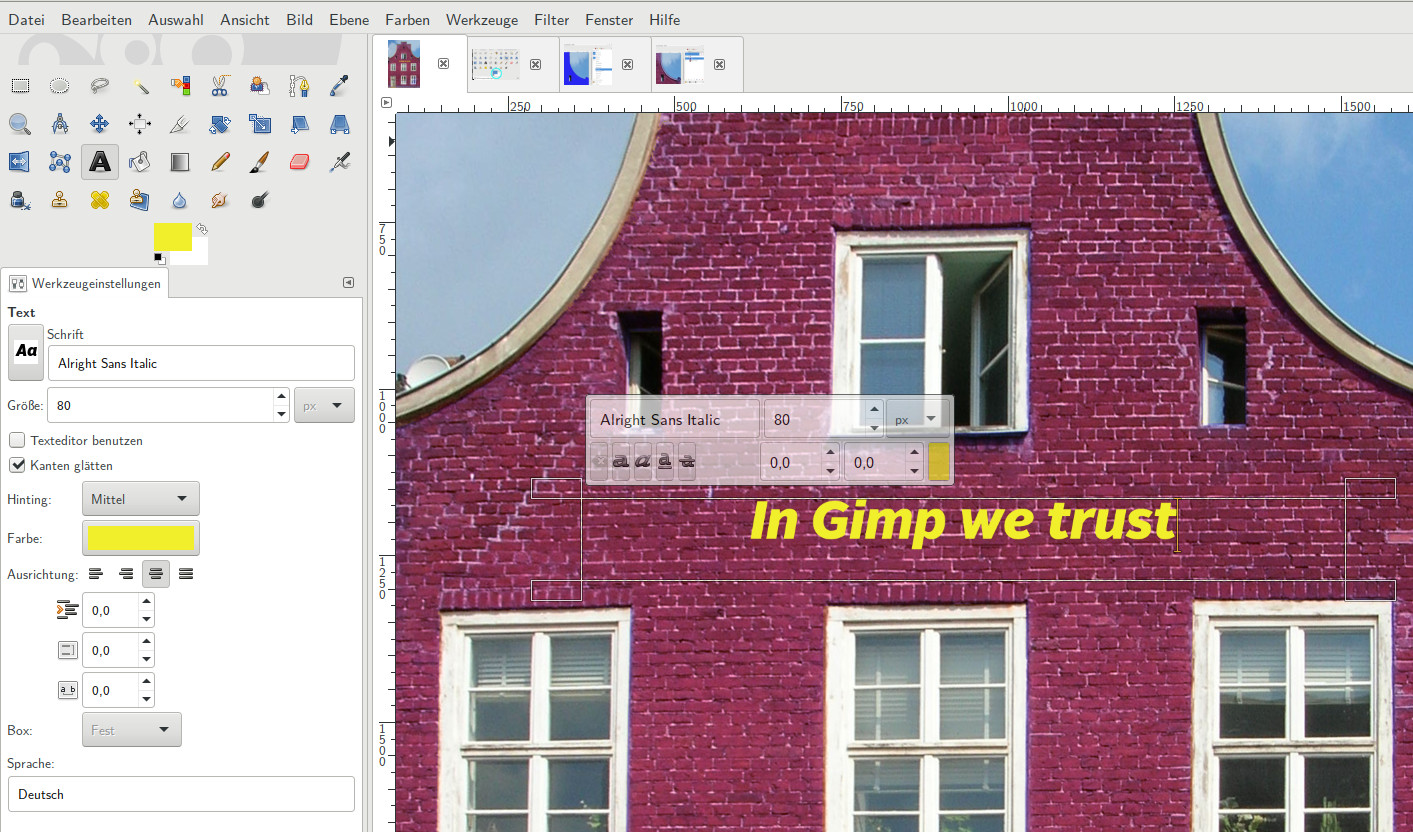 Datei Bearbeiten Auswahl Ansicht Bild Ebene Farben Werkzeuge Filter Fenster Hilfe
250 500 750 1000 1250 1500
Werkzeugeinstellungen
Text
Schrift
Aa
Alright Sans Italic
Größe: 80 px
Texteditor benutzen
Kanten glätten
Hinting: Mittel
Farbe:
Ausrichtung:
0,0
0,0
a b 0,0
Box: Fest
Sprache:
Deutsch
750
1000
1250
1500
Alright Sans Italic 80 px
a a a a 0,0 0,0
In Gimp we trust